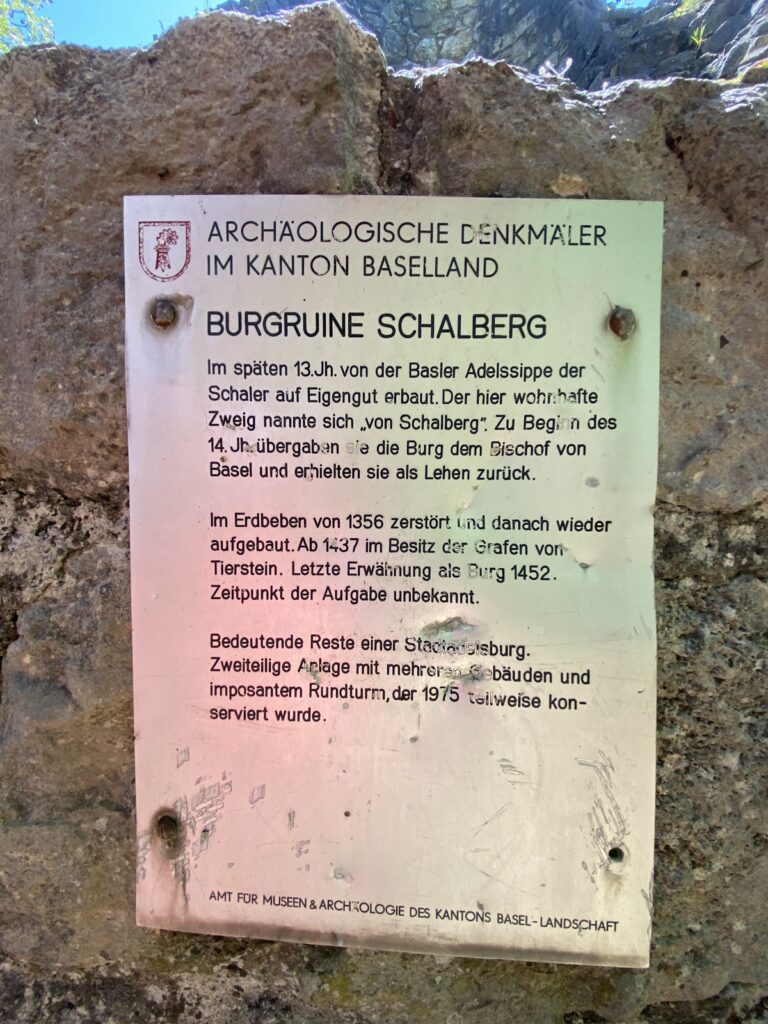 ARCHÄOLOGISCHE DENKMÄLER
IM KANTON BASELLAND
BURGRUINE SCHALBERG
Im späten 13.Jh. von der Basler Adelssippe der
Schaler auf Eigengut erbaut. Der hier wohnhafte
Zweig nannte sich „von Schalberg". Zu Beginn des
14. Jh. übergaben sie die Burg dem Bischof von
Basel und erhielten sie als Lehen zurück.
Im Erdbeben von 1356 zerstört und danach wieder
aufgebaut. Ab 1437 im Besitz der Grafen von
Tierstein. Letzte Erwähnung als Burg 1452.
Zeitpunkt der Aufgabe unbekannt.
Bedeutende Reste einer Stadtadelsburg.
Zweiteilige Anlage mit mehreren Gebäuden und
imposantem Rundturm, der 1975 teilweise kon-
serviert wurde.
AMT FÜR MUSEEN & ARCHÄOLOGIE DES KANTONS BASEL-LANDSCHAFT